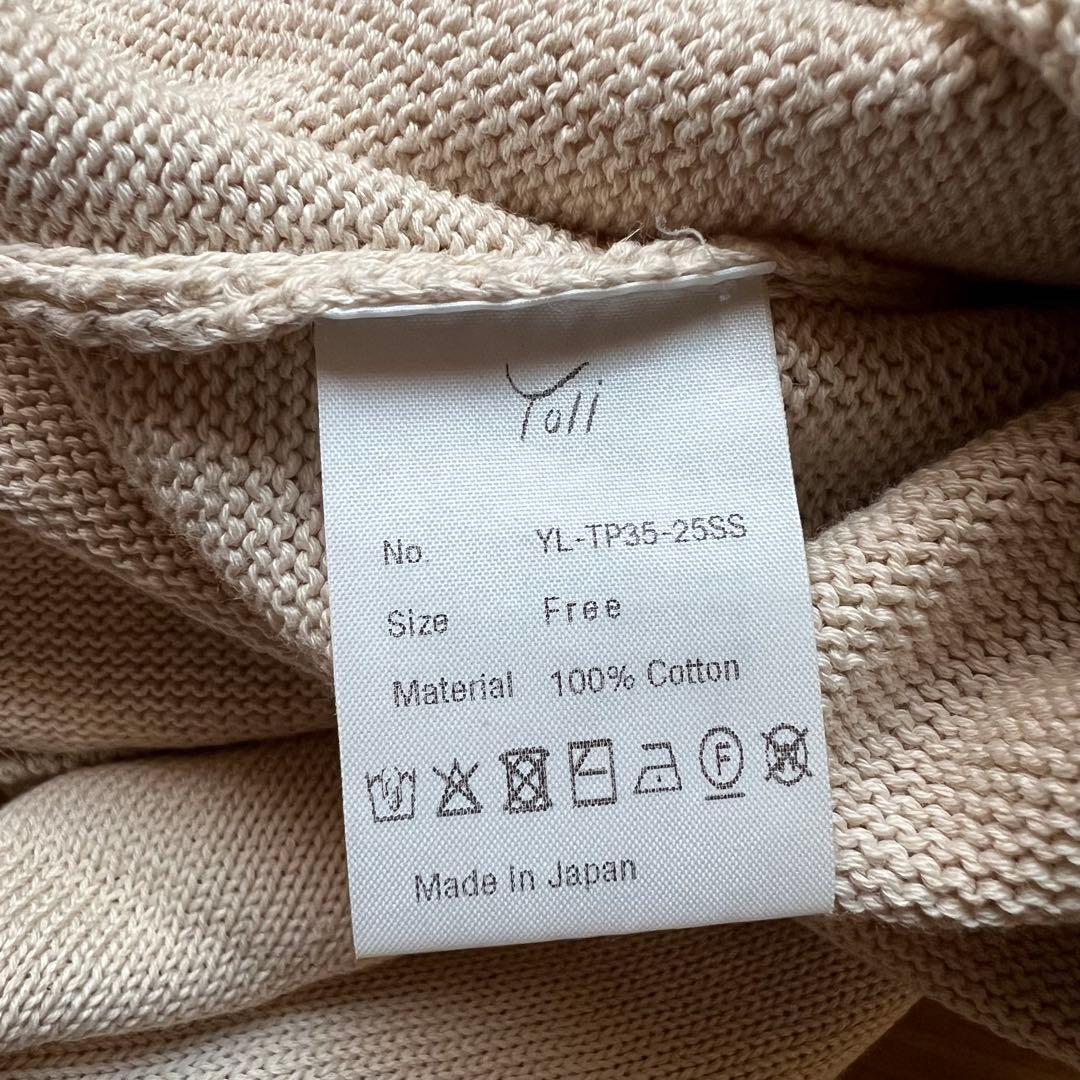 Yoli
No. YL-TP35-25SS
Size Free
Material 100% Cotton
F W
Made in Japan